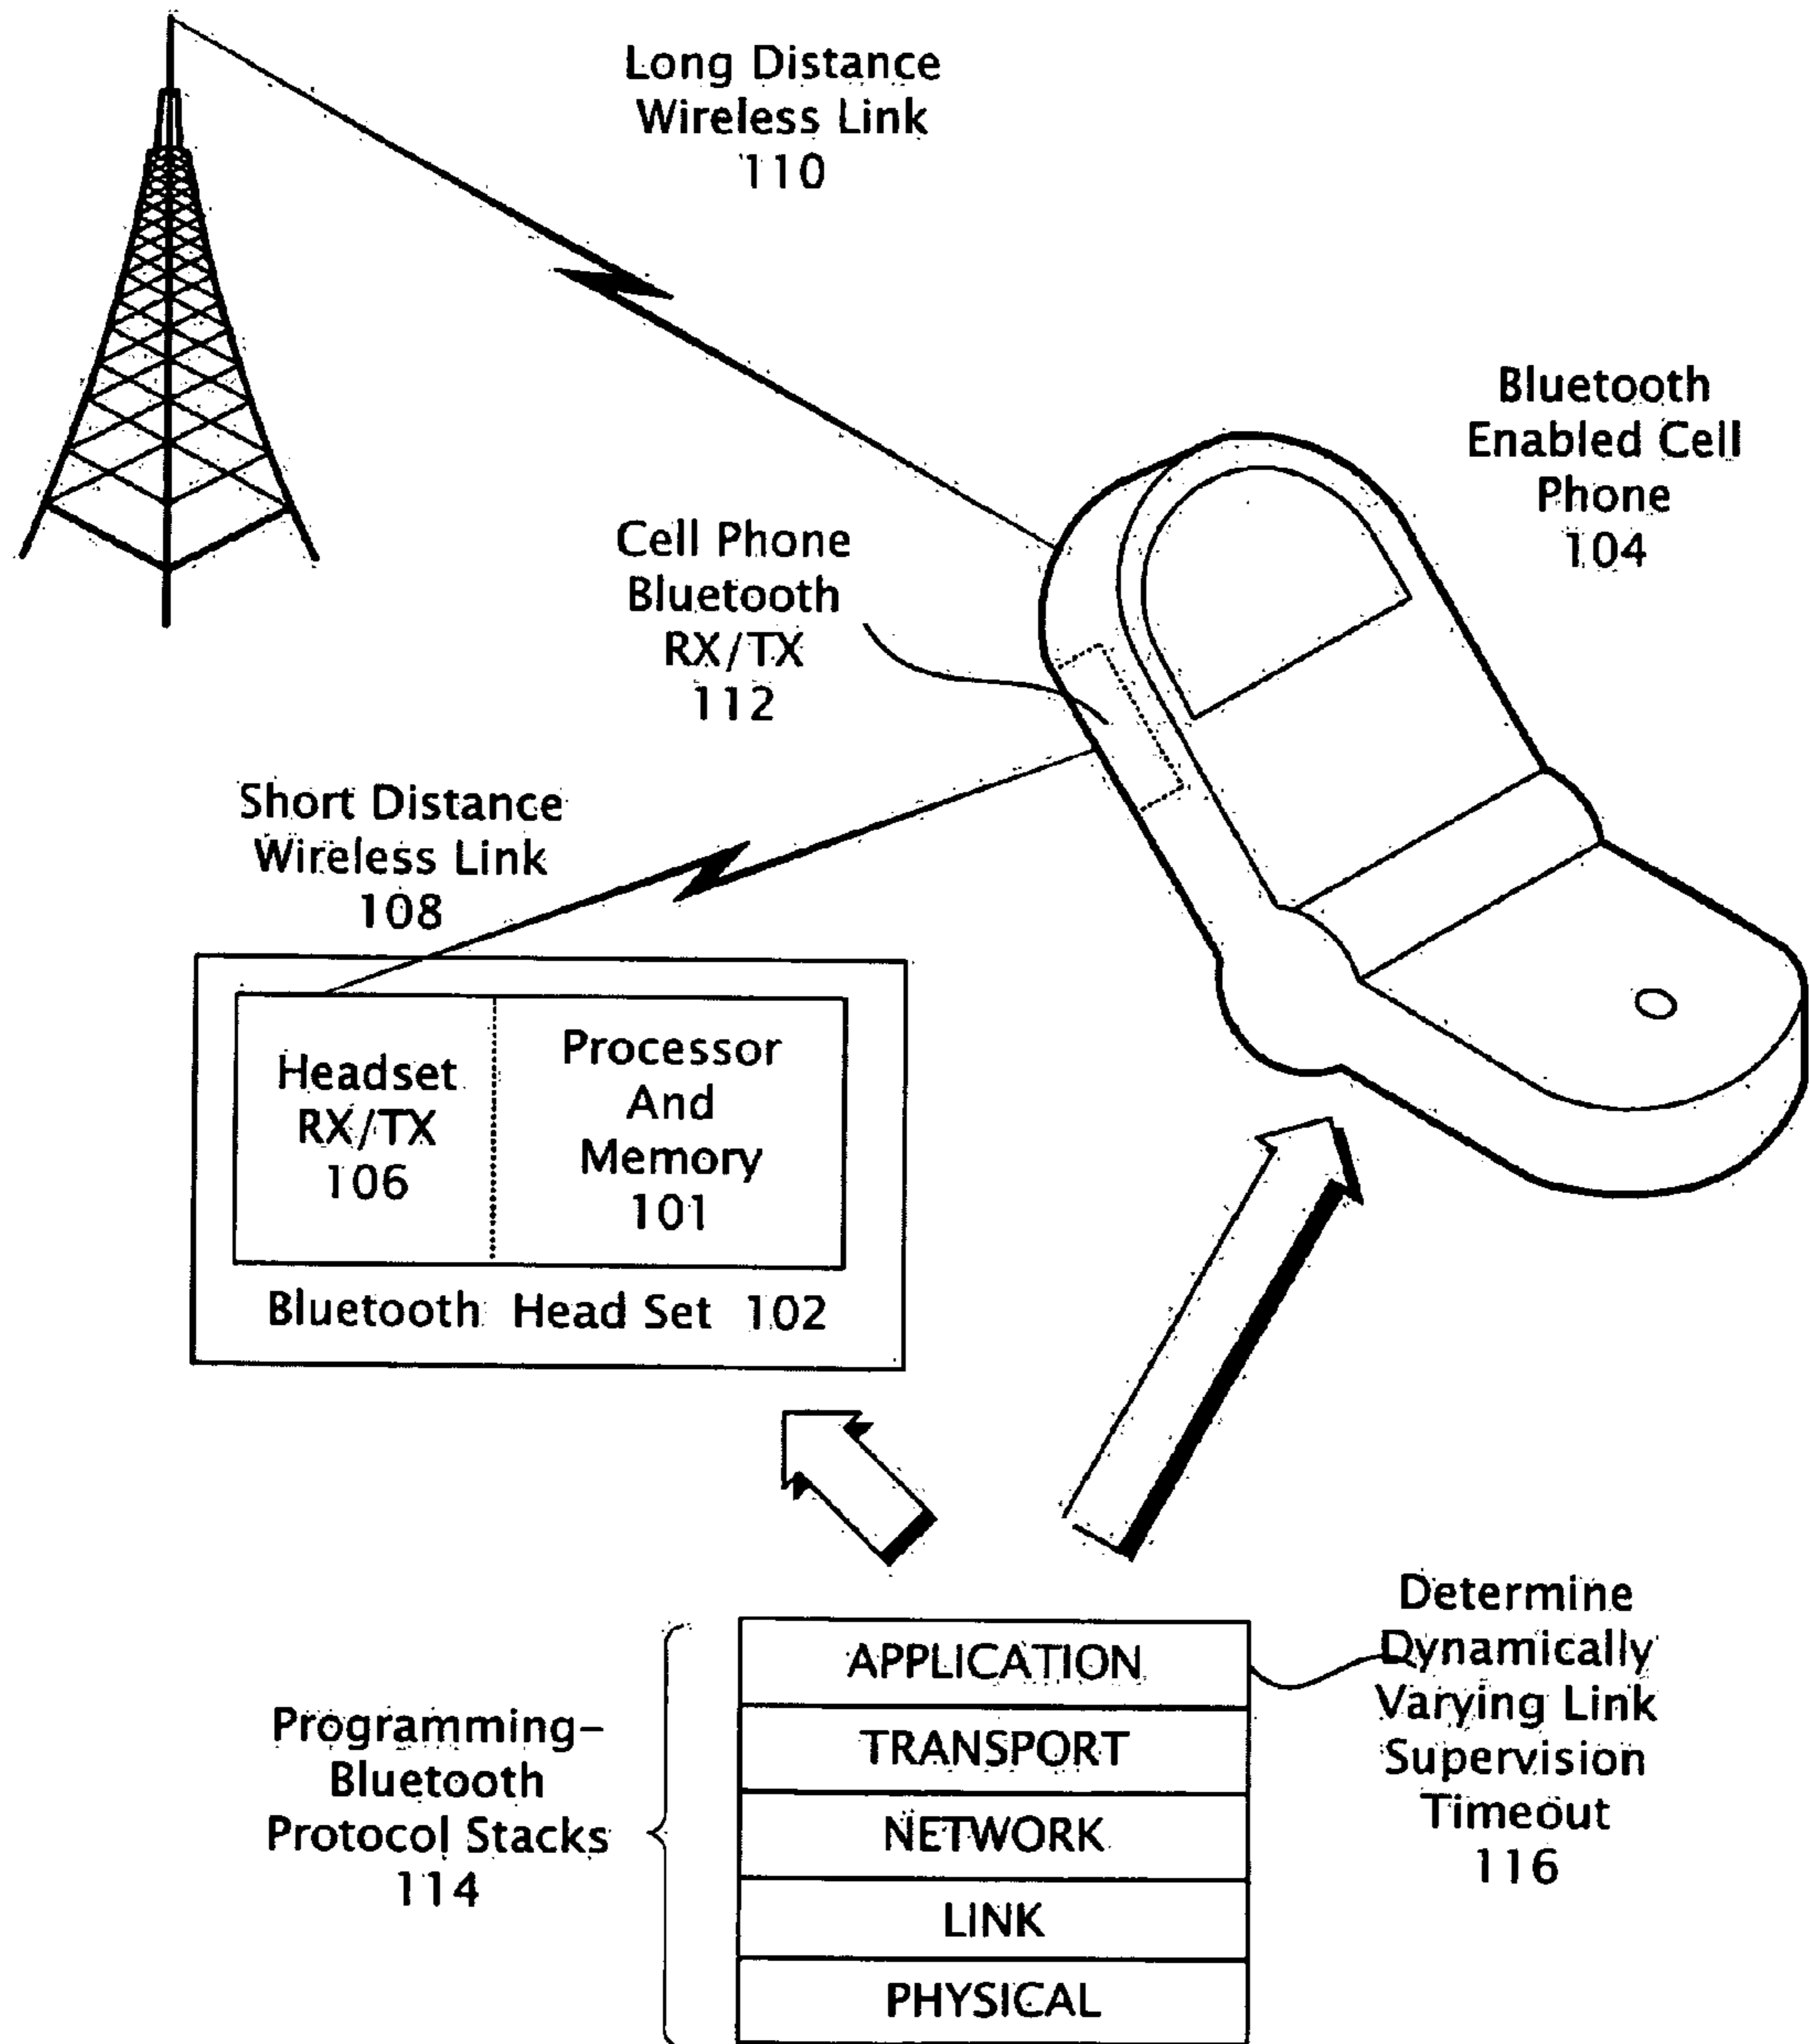 Long Distance
Wireless Link
110
Bluetooth
Enabled Cell
Phone
104
Cell Phone
Bluetooth
RX/TX
112
Short Distance
Wireless Link
108
Headset
RX/TX
106
Processor
And
Memory
101
Bluetooth Head Set 102
Programming-
Bluetooth
Protocol Stacks
114
APPLICATION
TRANSPORT
NETWORK
LINK
PHYSICAL
Determine
Dynamically
Varying Link
Supervision
Timeout
116